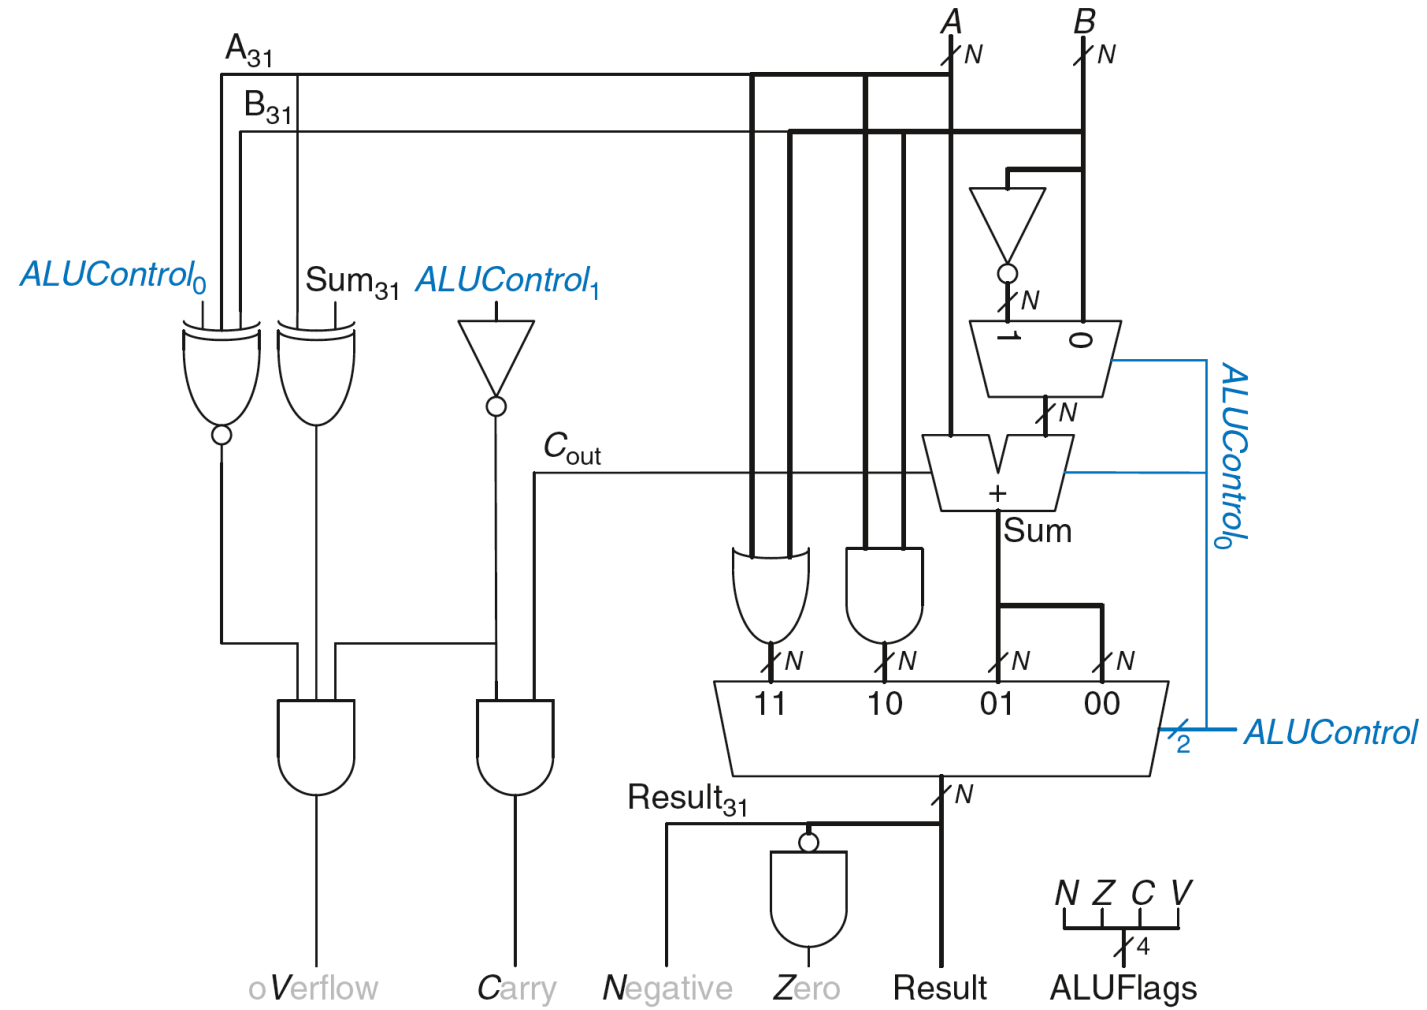 A B
A31 N N
B31
ALUControl0 Sum31 ALUControl1
N
1 0
ALUControl0
N
Cout
+
Sum
N N N N
11 10 01 00
2 ALUControl
Result31 N
N Z C V
4
oVerflow Carry Negative Zero Result ALUFlags